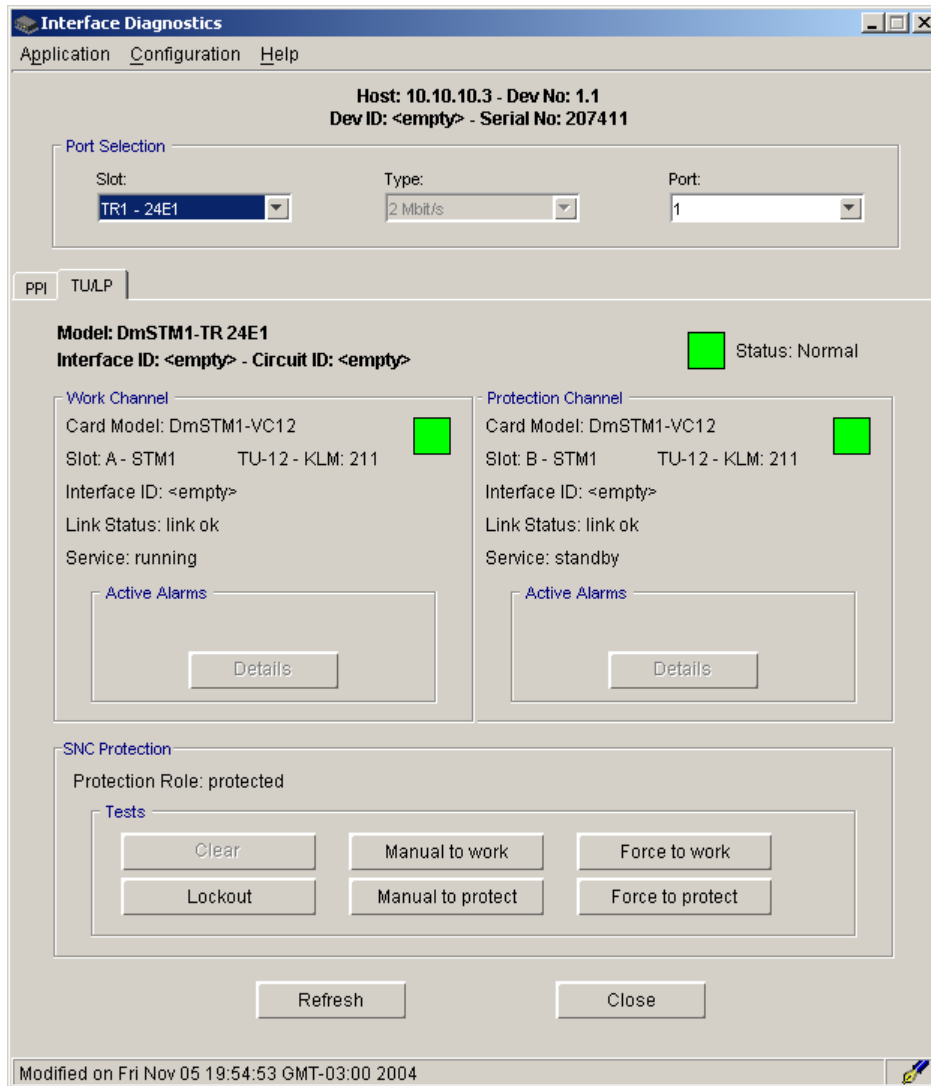 Interface Diagnostics
Application Configuration Help
Host: 10.10.10.3 - Dev No: 1.1
Dev ID: <empty> - Serial No: 207411
Port Selection
Slot: Type: Port:
TR1 - 24E1 2 Mbit/s 1
PPI TU/LP
Model: DmSTM1-TR 24E1
Interface ID: <empty> - Circuit ID: <empty>
Status: Normal
Work Channel
Card Model: DmSTM1-VC12
Slot: A - STM1 TU-12 - KLM: 211
Interface ID: <empty>
Link Status: link ok
Service: running
Active Alarms
Details
Protection Channel
Card Model: DmSTM1-VC12
Slot: B - STM1 TU-12 - KLM: 211
Interface ID: <empty>
Link Status: link ok
Service: standby
Active Alarms
Details
SNC Protection
Protection Role: protected
Tests
Clear Manual to work Force to work
Lockout Manual to protect Force to protect
Refresh Close
Modified on Fri Nov 05 19:54:53 GMT-03:00 2004